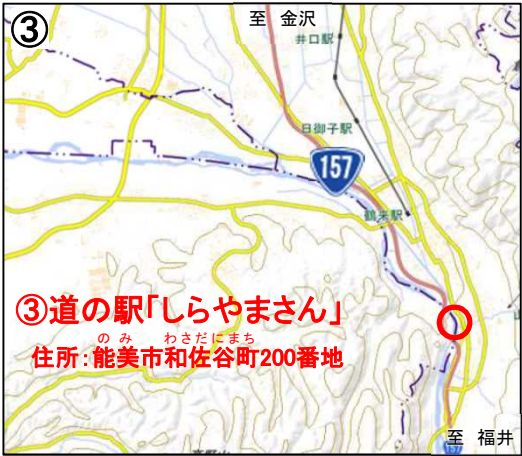 ③
至 金沢
井口駅
日御子駅
157
鶴来駅
③道の駅「しらやまさん」
のみ わさだにまち
住所：能美市和佐谷町200番地
至 福井
157